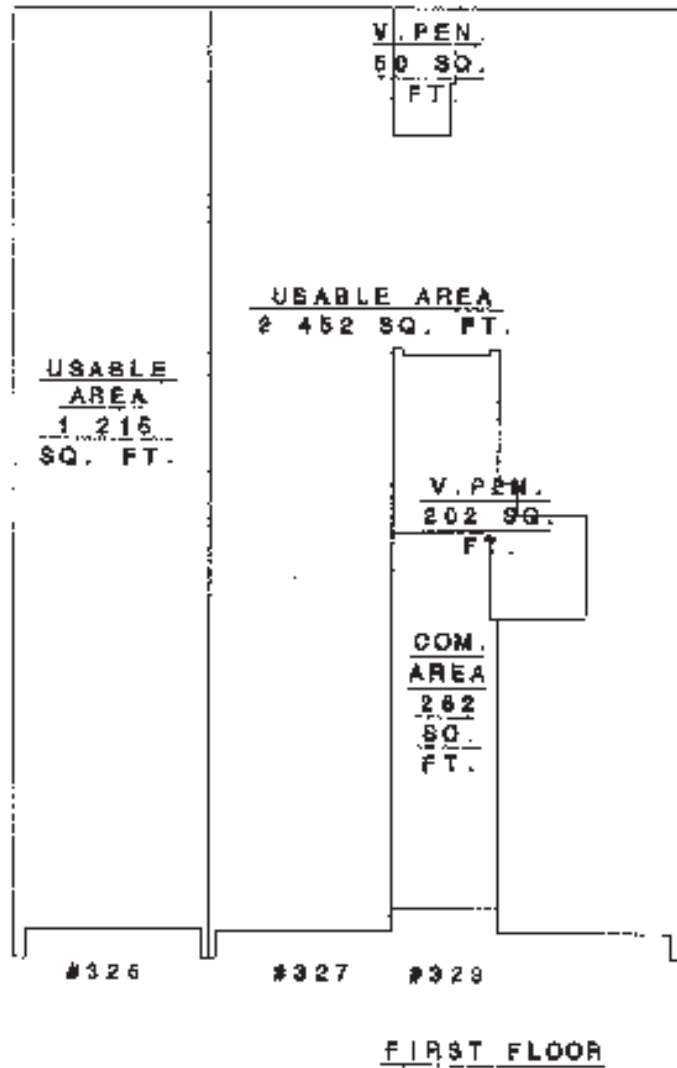 V.PEN.
50 SQ.
FT.
USABLE AREA
2 452 SQ. FT.
USABLE
AREA
1 215
SQ. FT.
V.PEN.
202 SQ.
FT.
COM.
AREA
262
SQ.
FT.
#325
#327
#329
FIRST FLOOR